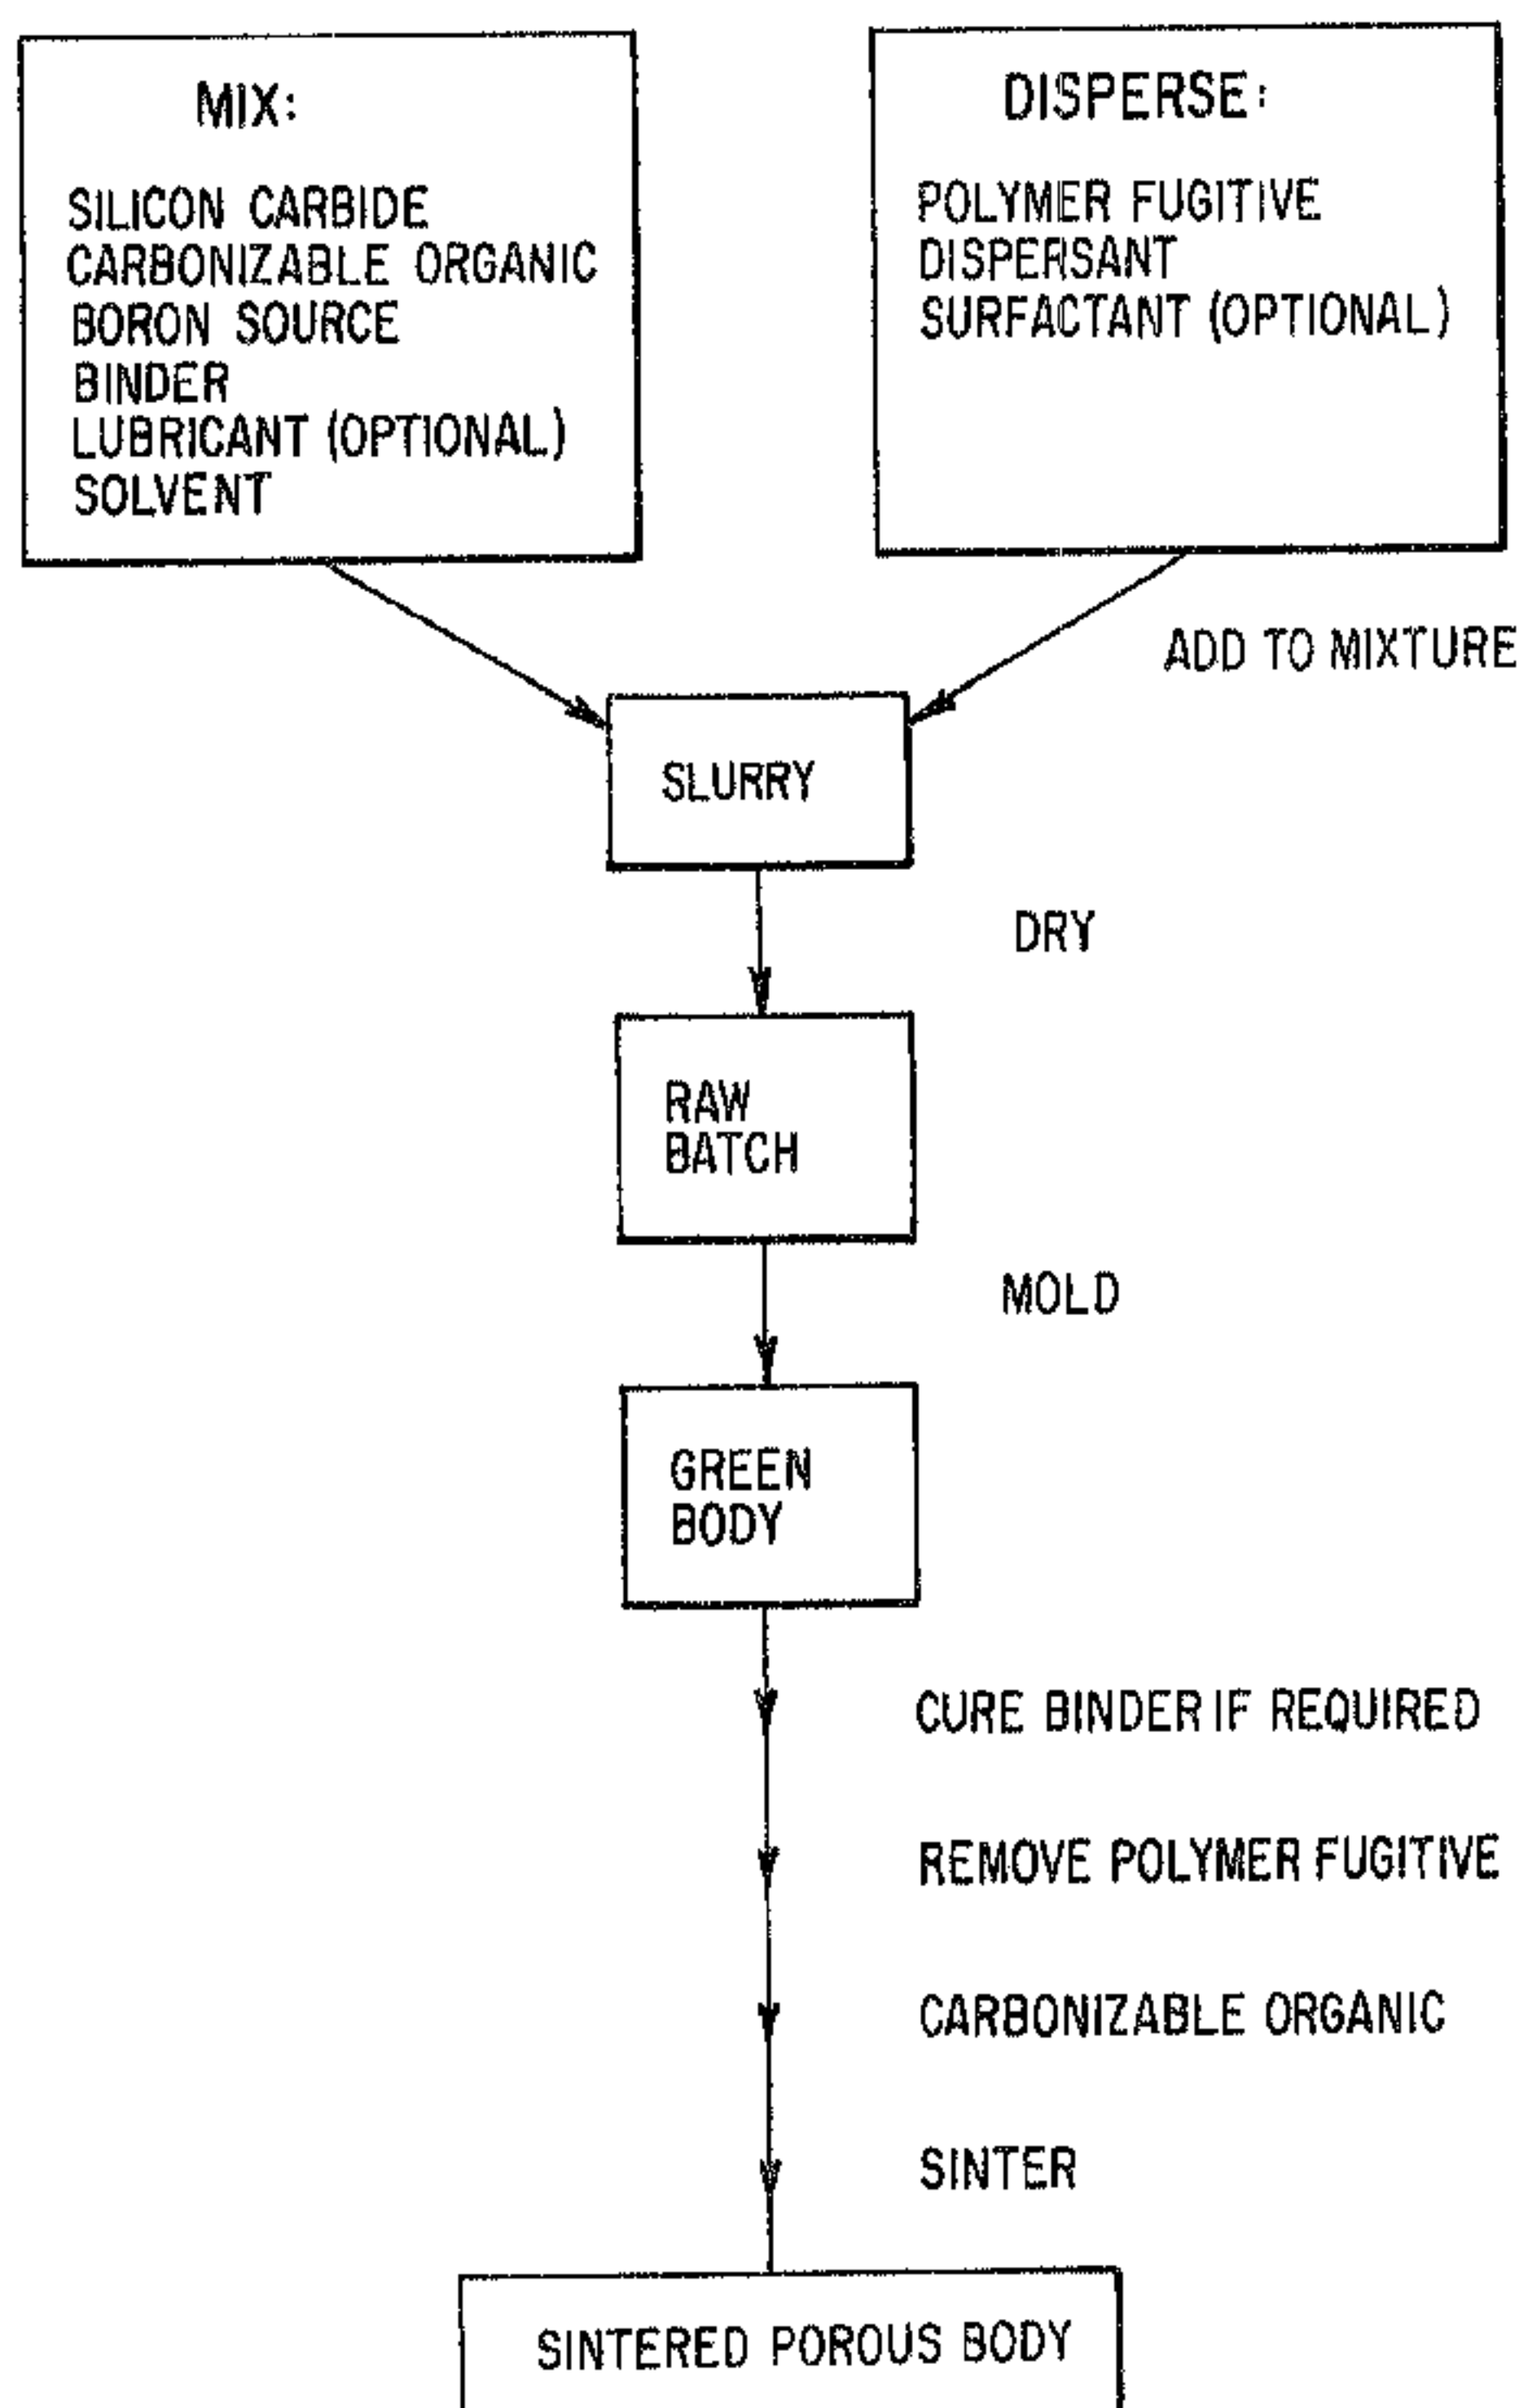 MIX:
SILICON CARBIDE
CARBONIZABLE ORGANIC
BORON SOURCE
BINDER
LUBRICANT (OPTIONAL)
SOLVENT
DISPERSE:
POLYMER FUGITIVE
DISPERSANT
SURFACTANT (OPTIONAL)
ADD TO MIXTURE
SLURRY
DRY
RAW
BATCH
MOLD
GREEN
BODY
CURE BINDER IF REQUIRED
REMOVE POLYMER FUGITIVE
CARBONIZABLE ORGANIC
SINTER
SINTERED POROUS BODY